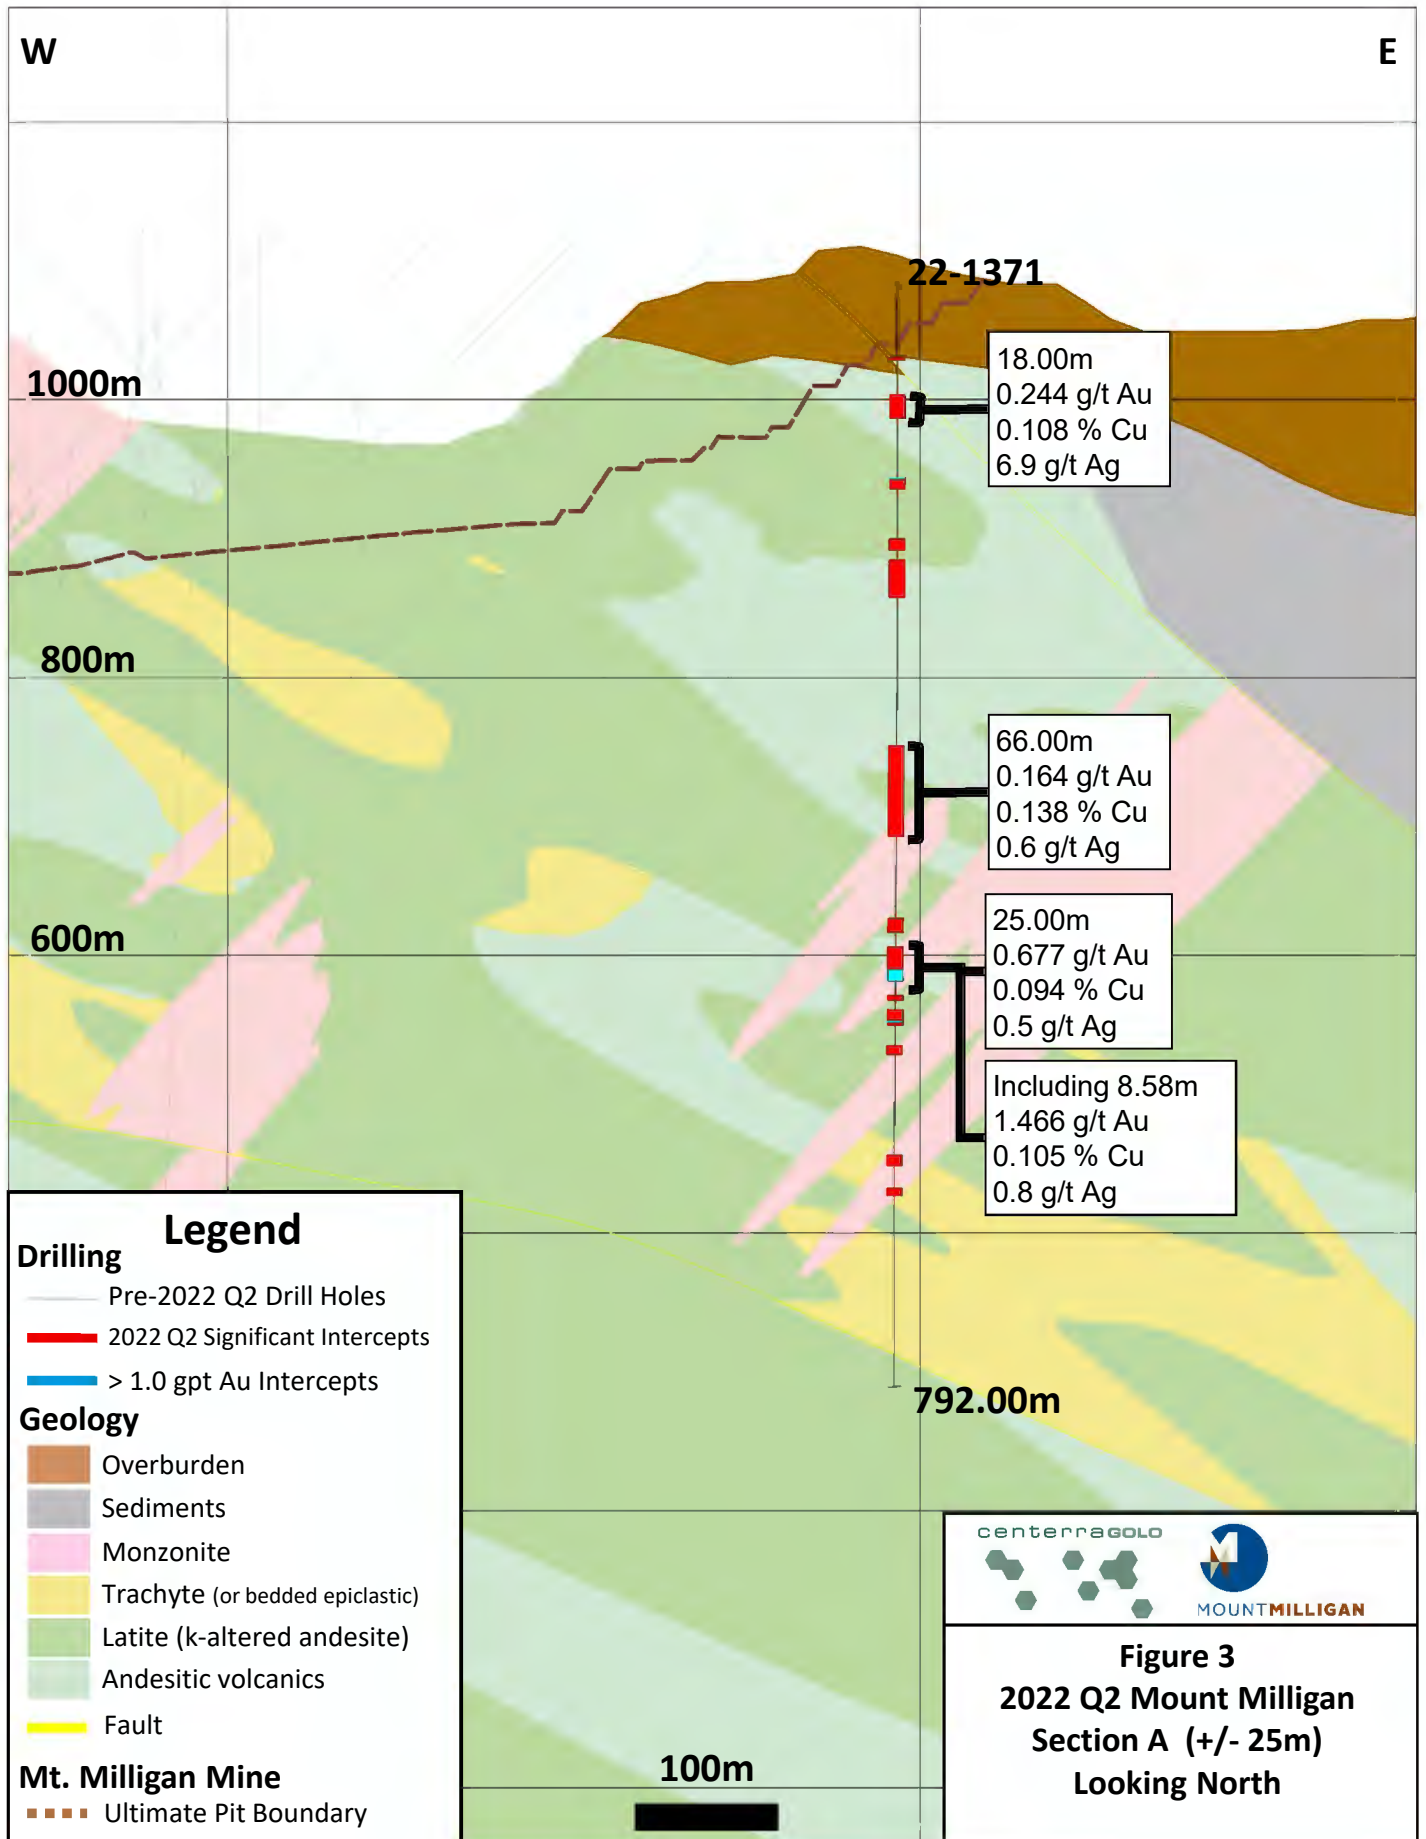 W
E
22-1371
1000m
18.00m
0.244 g/t Au
0.108 % Cu
6.9 g/t Ag
800m
66.00m
0.164 g/t Au
0.138 % Cu
0.6 g/t Ag
600m
25.00m
0.677 g/t Au
0.094 % Cu
0.5 g/t Ag
Including 8.58m
1.466 g/t Au
0.105 % Cu
0.8 g/t Ag
792.00m
Legend
Drilling
Pre-2022 Q2 Drill Holes
2022 Q2 Significant Intercepts
> 1.0 gpt Au Intercepts
Geology
Overburden
Sediments
Monzonite
Trachyte (or bedded epiclastic)
Latite (k-altered andesite)
Andesitic volcanics
Fault
Mt. Milligan Mine
Ultimate Pit Boundary
100m
centerraGOLD
MOUNTMILLIGAN
Figure 3
2022 Q2 Mount Milligan
Section A (+/- 25m)
Looking North